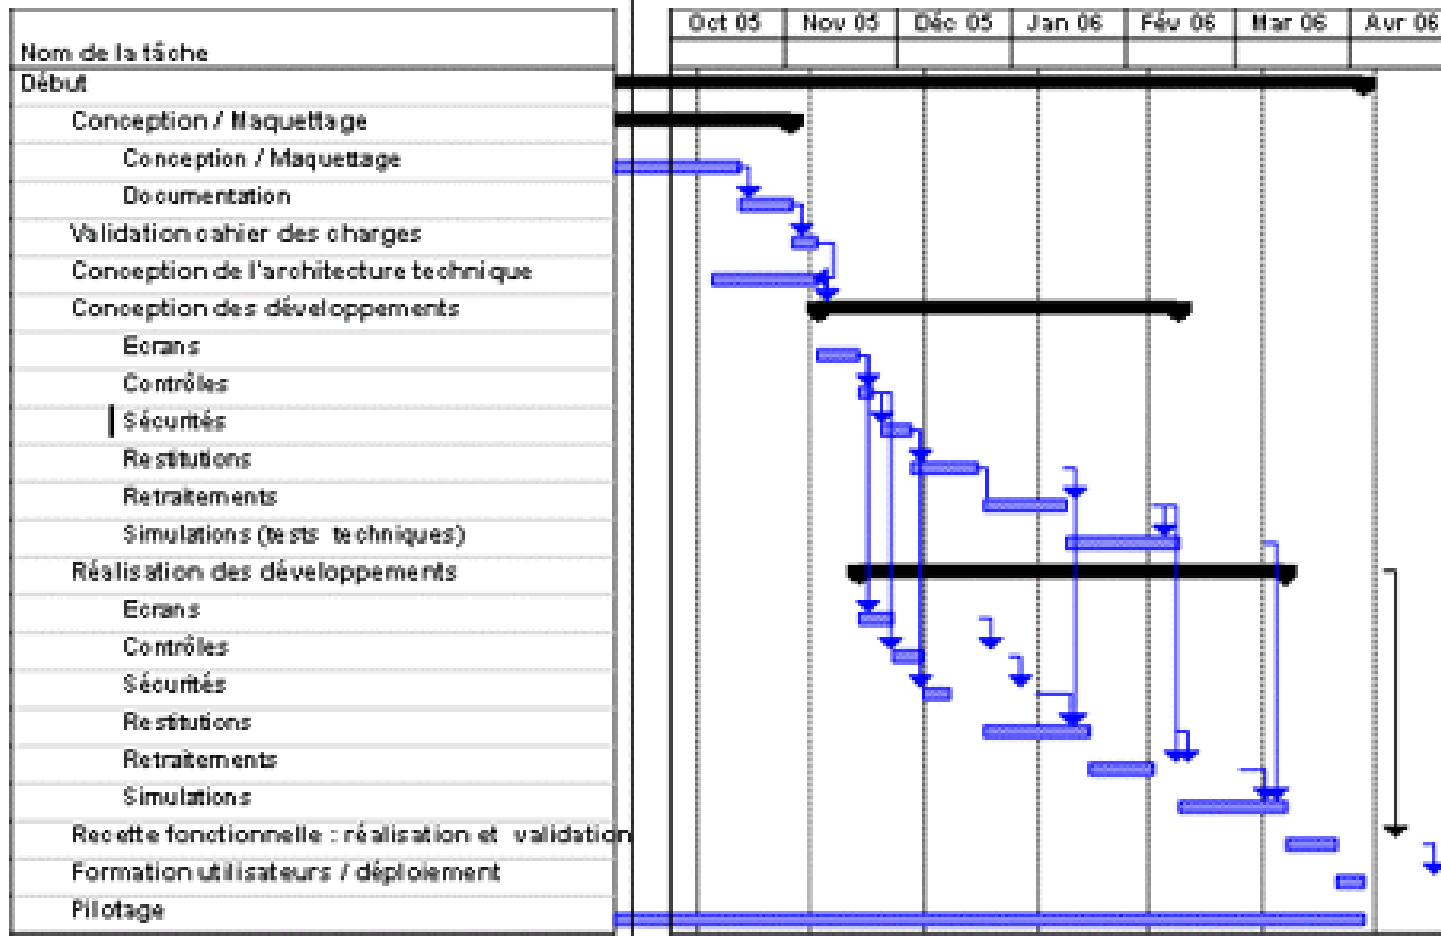 Oct 05 Nov 05 Déc 05 Jan 06 Fév 06 Mar 06 Avr 06
Nom de la tâche
Début
Conception / Maquettage
Conception / Maquettage
Documentation
Validation cahier des charges
Conception de l'architecture technique
Conception des développements
Ecrans
Contrôles
Sécurités
Restitutions
Retraitements
Simulations (tests techniques)
Réalisation des développements
Ecrans
Contrôles
Sécurités
Restitutions
Retraitements
Simulations
Recette fonctionnelle : réalisation et validation
Formation utilisateurs / déploiement
Pilotage